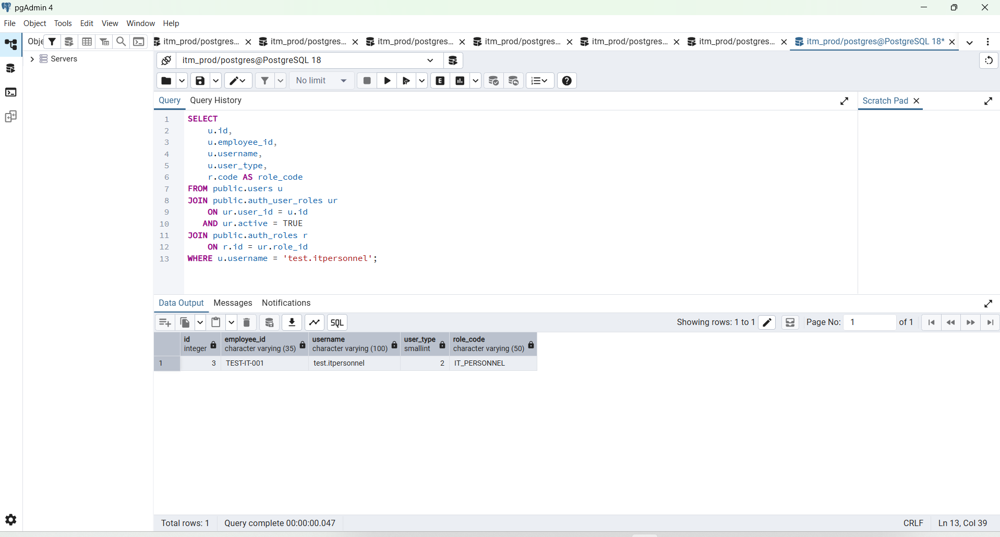 pgAdmin 4
File Object Tools Edit View Window Help
Obje
itm_prod/postgres... itm_prod/postgres... itm_prod/postgres... itm_prod/postgres... itm_prod/postgres... itm_prod/postgres... itm_prod/postgres@PostgreSQL 18*
Servers
itm_prod/postgres@PostgreSQL 18
No limit
E
Query Query History
Scratch Pad
1 SELECT
2 u.id,
3 u.employee_id,
4 u.username,
5 u.user_type,
6 r.code AS role_code
7 FROM public.users u
8 JOIN public.auth_user_roles ur
9 ON ur.user_id = u.id
10 AND ur.active = TRUE
11 JOIN public.auth_roles r
12 ON r.id = ur.role_id
13 WHERE u.username = 'test.itpersonnel';
Data Output Messages Notifications
SQL
Showing rows: 1 to 1 Page No: 1 of 1
id employee_id username user_type role_code
integer character varying (35) character varying (100) smallint character varying (50)
1 3 TEST-IT-001 test.itpersonnel 2 IT_PERSONNEL
Total rows: 1 Query complete 00:00:00.047 CRLF Ln 13, Col 39